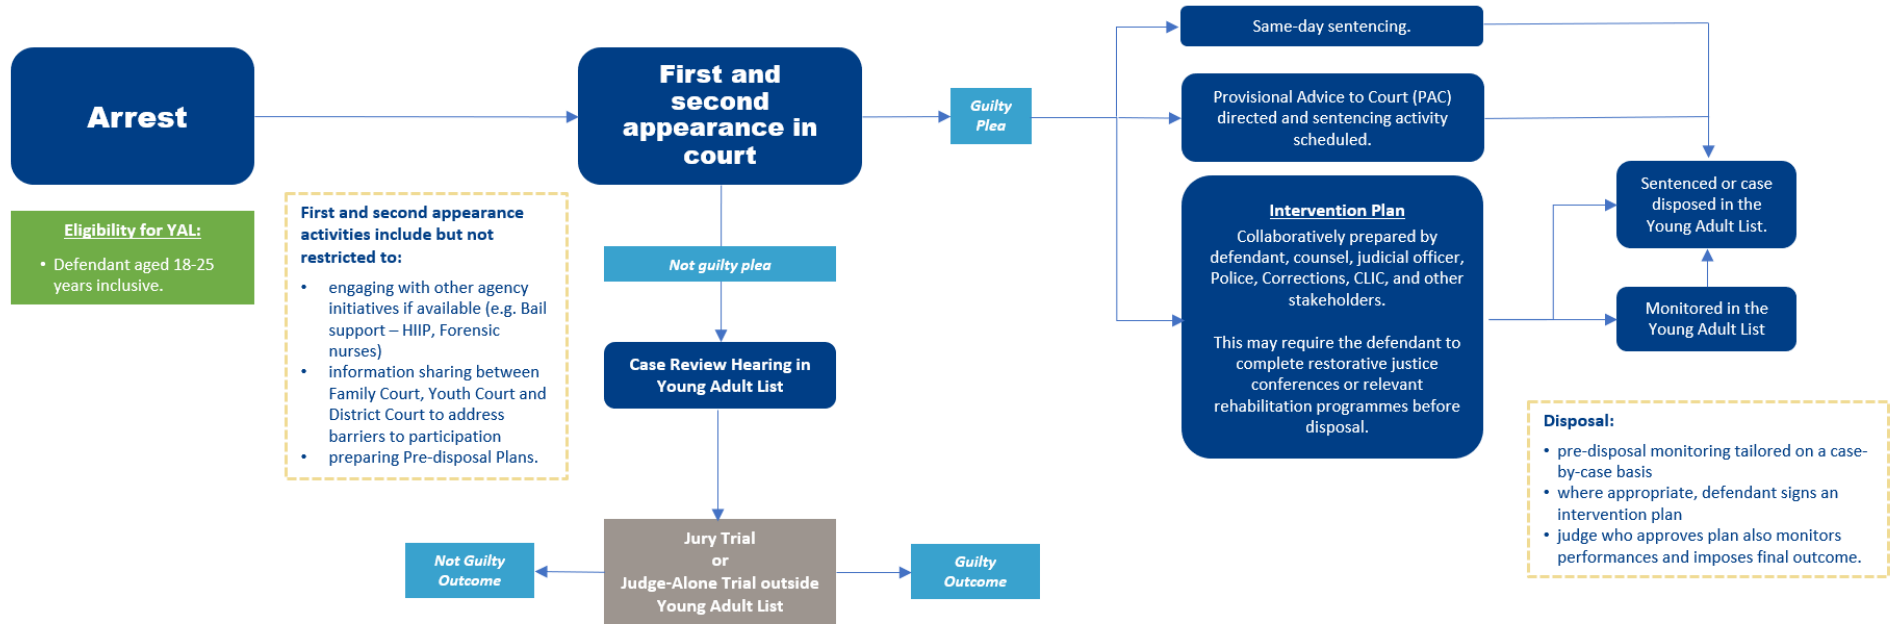 Arrest
Eligibility for YAL:
• Defendant aged 18-25
years inclusive.
First and
second
appearance in
court
First and second appearance
activities include but not
restricted to:
• engaging with other agency
initiatives if available (e.g. Bail
support – HIIP, Forensic
nurses)
• information sharing between
Family Court, Youth Court and
District Court to address
barriers to participation
• preparing Pre-disposal Plans.
Not guilty plea
Case Review Hearing in
Young Adult List
Jury Trial
or
Judge-Alone Trial outside
Young Adult List
Not Guilty
Outcome
Guilty
Outcome
Guilty
Plea
Same-day sentencing.
Provisional Advice to Court (PAC)
directed and sentencing activity
scheduled.
Intervention Plan
Collaboratively prepared by
defendant, counsel, judicial officer,
Police, Corrections, CLIC, and other
stakeholders.
This may require the defendant to
complete restorative justice
conferences or relevant
rehabilitation programmes before
disposal.
Sentenced or case
disposed in the
Young Adult List.
Monitored in the
Young Adult List
Disposal:
• pre-disposal monitoring tailored on a case-
by-case basis
• where appropriate, defendant signs an
intervention plan
• judge who approves plan also monitors
performances and imposes final outcome.